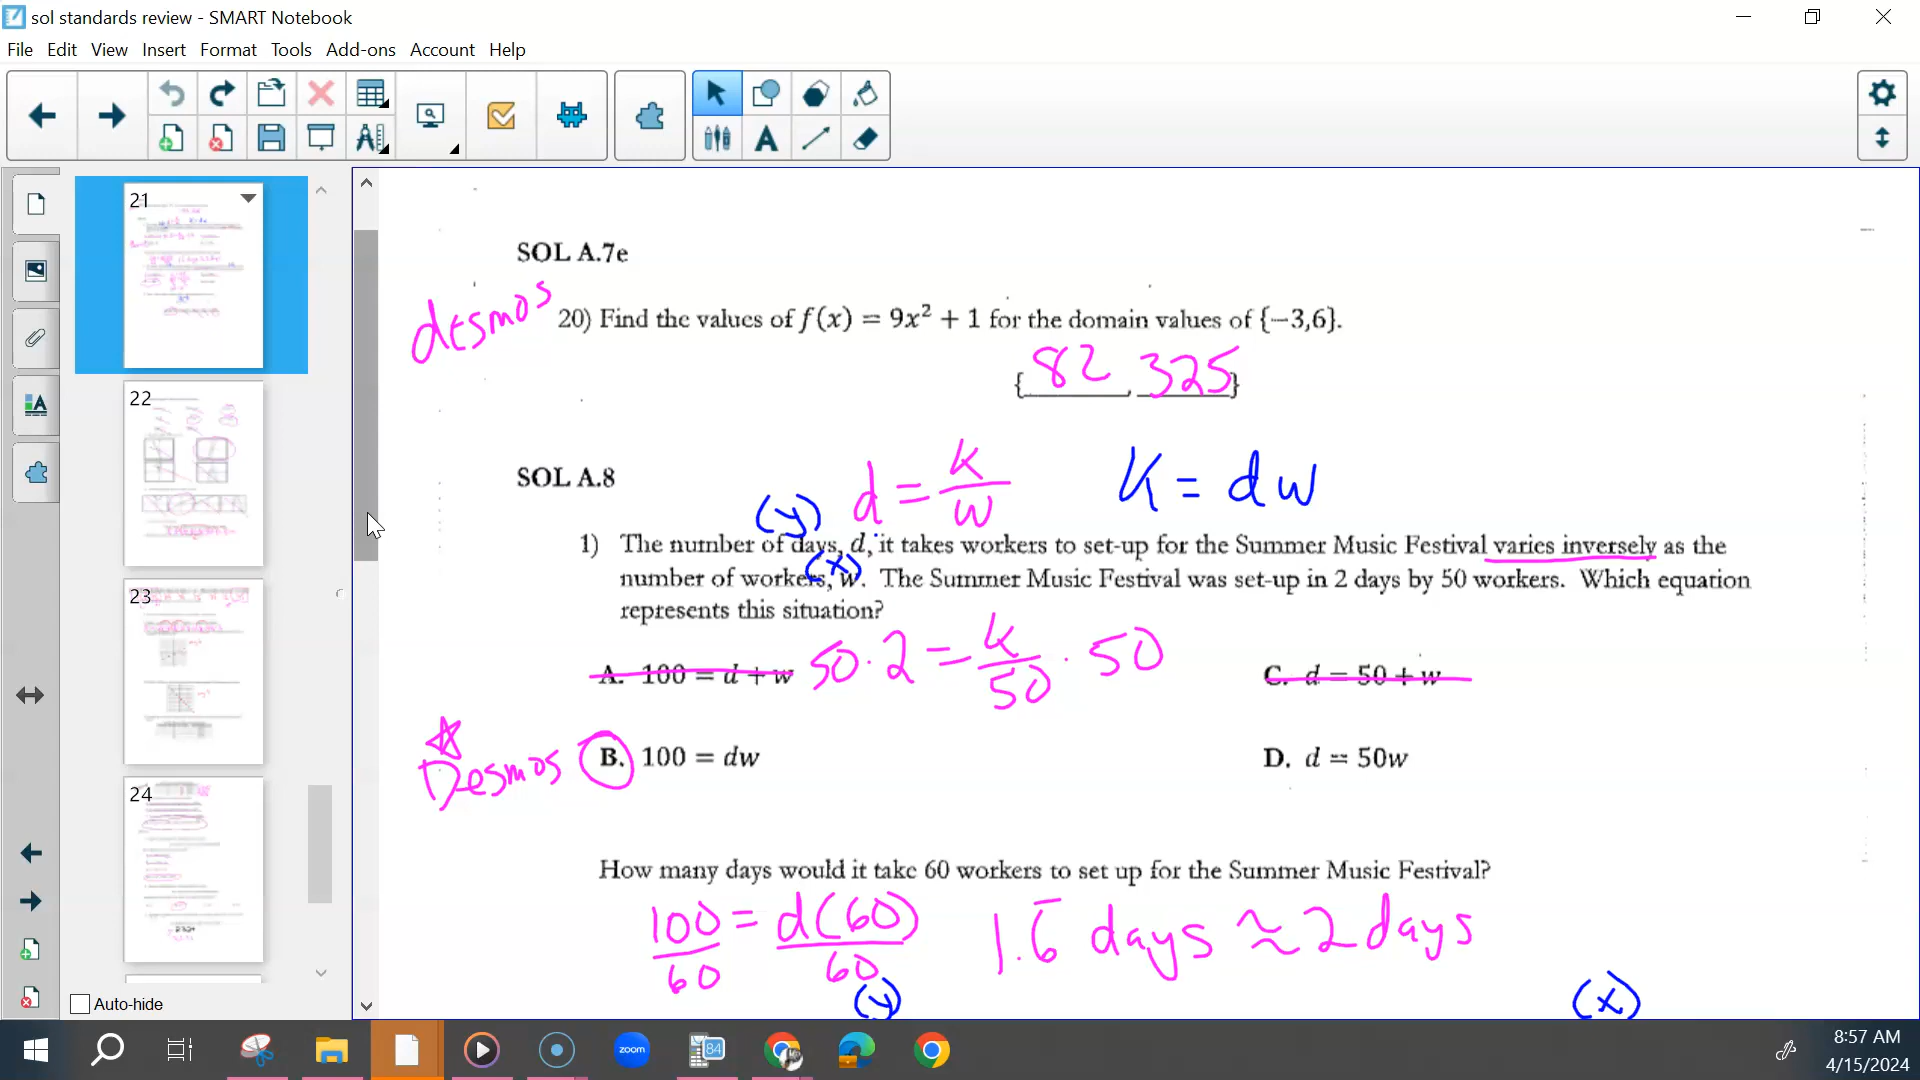 sol standards review - SMART Notebook
File Edit View Insert Format Tools Add-ons Account Help
21
22
23
24
Auto-hide
SOL A.7e
desmos
20) Find the values of f(x) = 9x² + 1 for the domain values of {−3,6}.
{ 82 , 325 }
SOL A.8
d = k/w
K = dw
(y)
1) The number of days, d, it takes workers to set-up for the Summer Music Festival varies inversely as the
(x)
number of workers, w. The Summer Music Festival was set-up in 2 days by 50 workers. Which equation
represents this situation?
A. 100 = d + w
50 · 2 = k/50 · 50
C. d = 50 + w
Desmos
B. 100 = dw
D. d = 50w
How many days would it take 60 workers to set up for the Summer Music Festival?
100/60 = d(60)/60
1.6̅ days ≈ 2 days
(y)
(x)
zoom
84
8:57 AM
4/15/2024